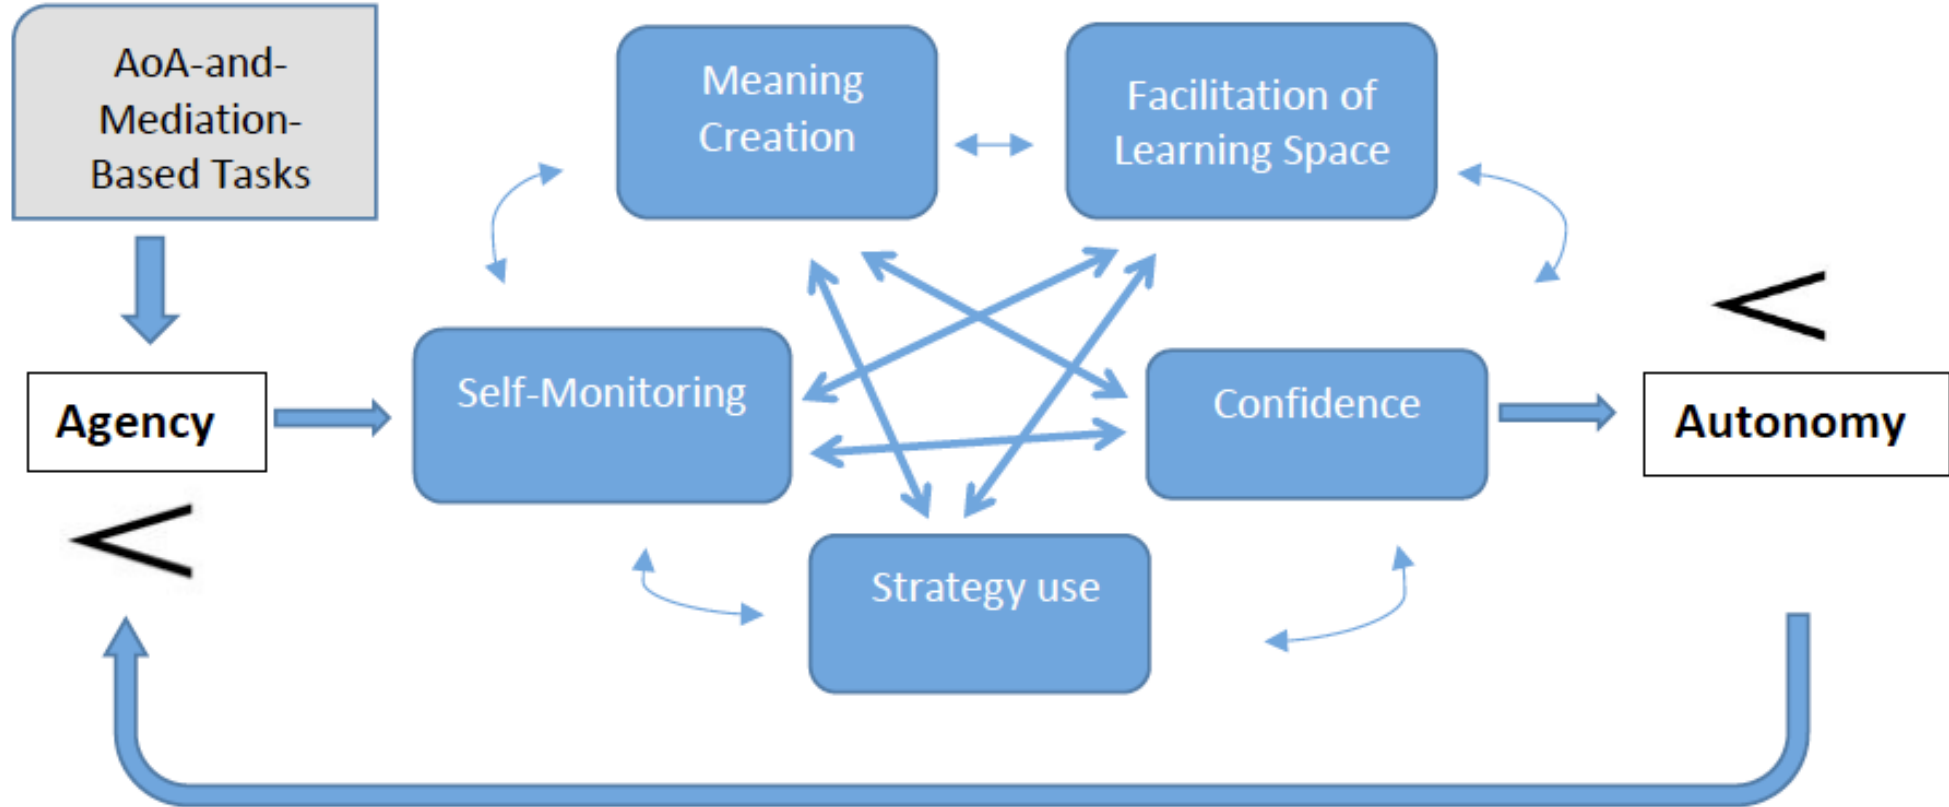 AoA-and-
Mediation-
Based Tasks
Meaning
Creation
Facilitation of
Learning Space
Agency
Self-Monitoring
Confidence
Autonomy
<
<
Strategy use